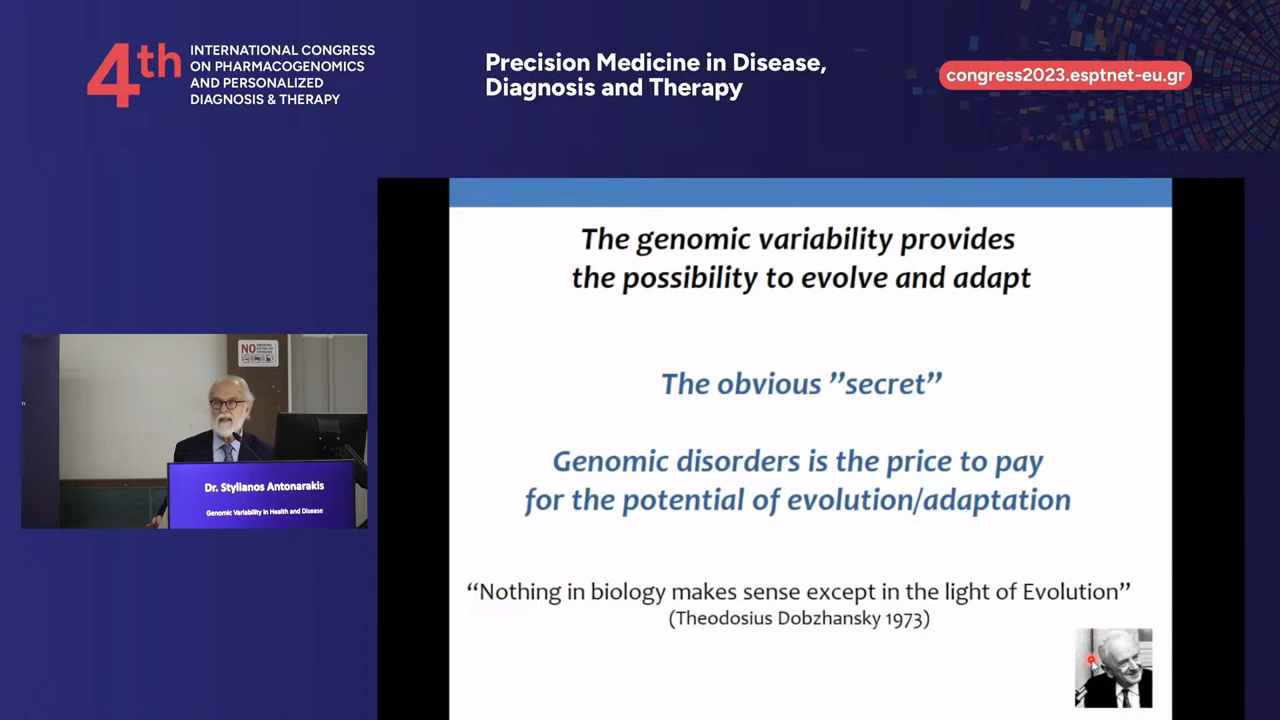 4th
INTERNATIONAL CONGRESS
ON PHARMACOGENOMICS
AND PERSONALIZED
DIAGNOSIS & THERAPY
Precision Medicine in Disease,
Diagnosis and Therapy
congress2023.esptnet-eu.gr
The genomic variability provides
the possibility to evolve and adapt
The obvious ”secret”
Genomic disorders is the price to pay
for the potential of evolution/adaptation
“Nothing in biology makes sense except in the light of Evolution”
(Theodosius Dobzhansky 1973)
NO
Dr. Stylianos Antonarakis
Genomic Variability in Health and Disease